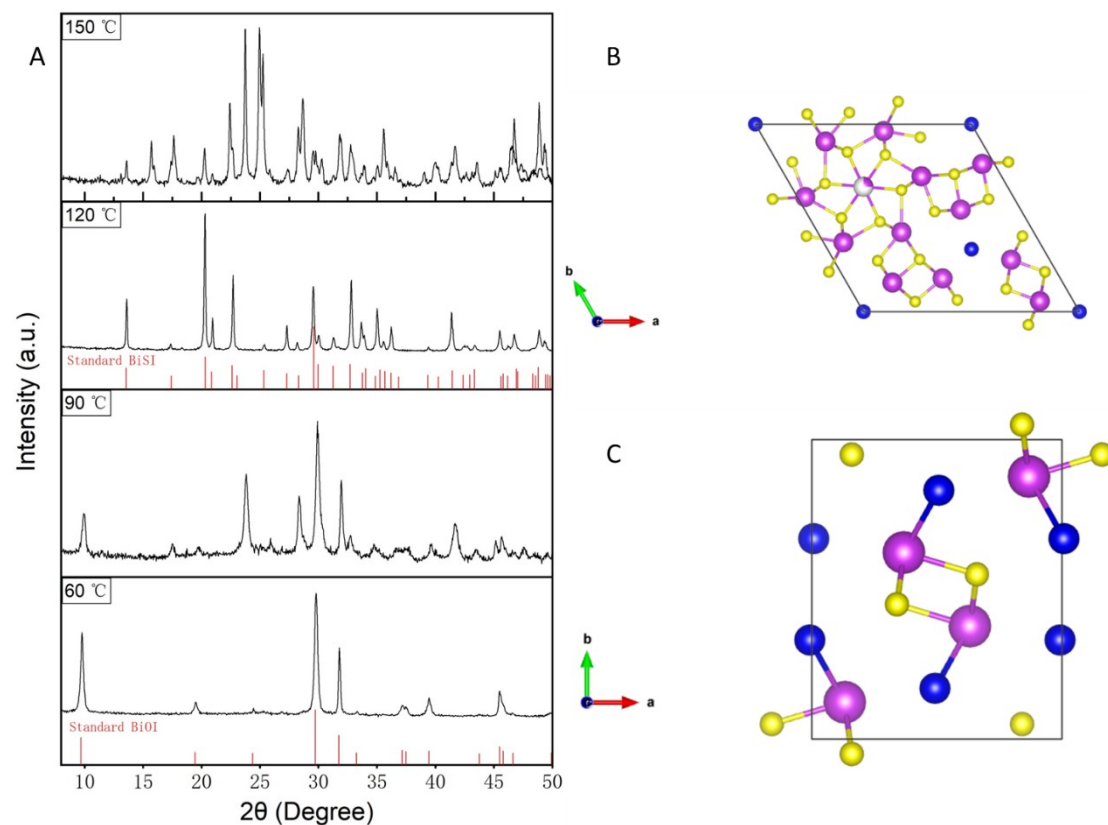 A
150 ℃
120 ℃
Standard BiSI
90 ℃
60 ℃
Standard BiOI
Intensity (a.u.)
10 15 20 25 30 35 40 45 50
2θ (Degree)
B
b
a
C
b
a